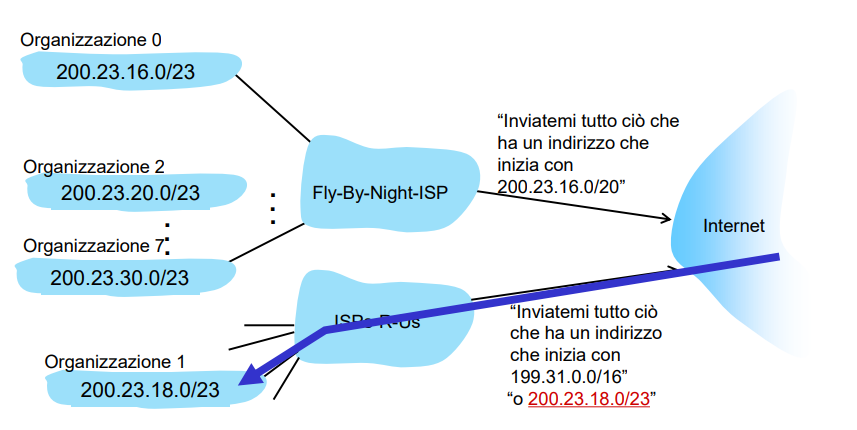 Organizzazione 0
200.23.16.0/23
Organizzazione 2
200.23.20.0/23
Organizzazione 7
200.23.30.0/23
Fly-By-Night-ISP
“Inviatemi tutto ciò che
ha un indirizzo che
inizia con
200.23.16.0/20”
Internet
ISPs-R-Us
Organizzazione 1
200.23.18.0/23
“Inviatemi tutto ciò
che ha un indirizzo
che inizia con
199.31.0.0/16”
“o 200.23.18.0/23”